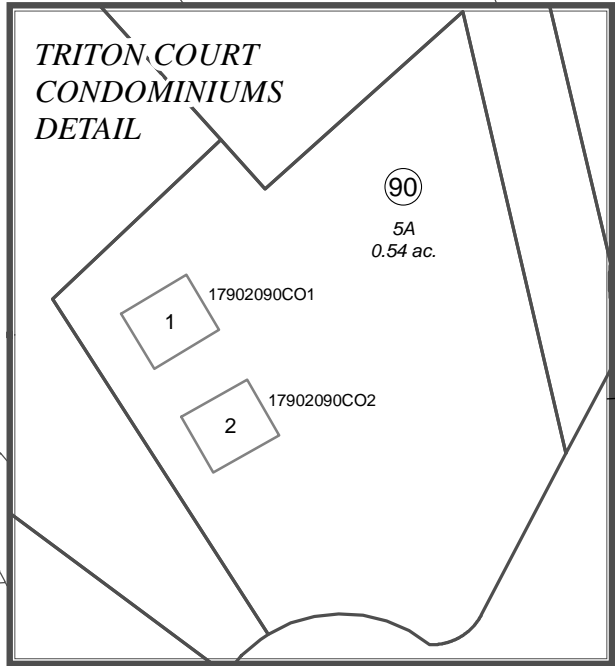 TRITON COURT
CONDOMINIUMS
DETAIL
90
5A
0.54 ac.
17902090CO1
1
17902090CO2
2